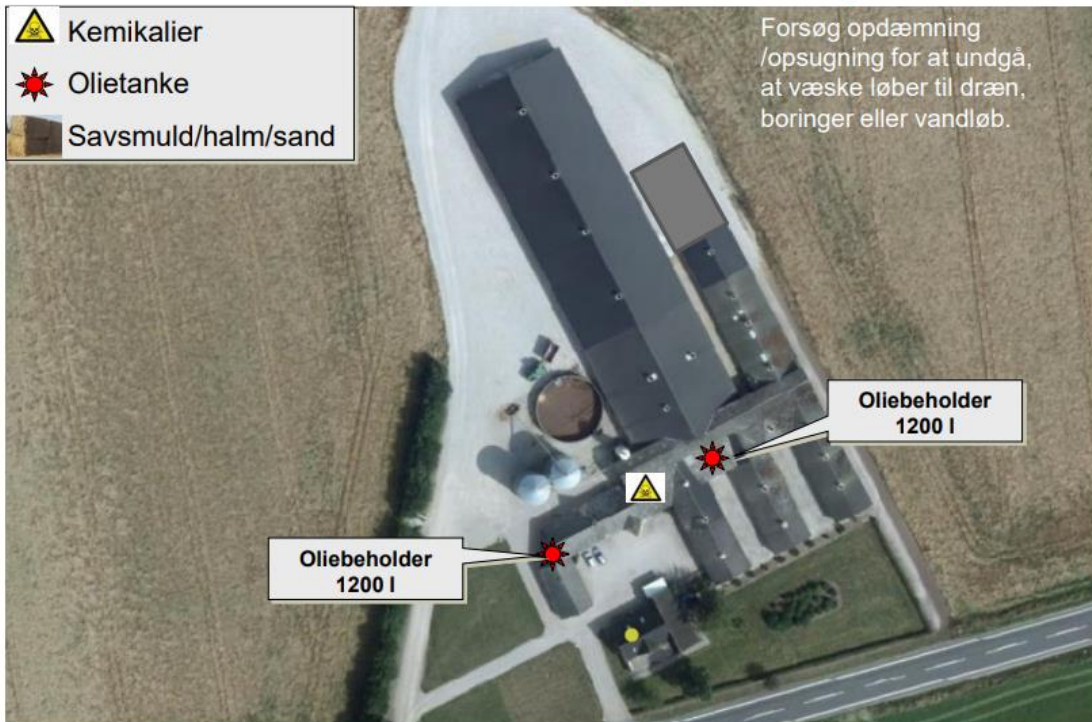 Kemikalier
Olietanke
Savsmuld/halm/sand
Forsøg opdæmning
/opsugning for at undgå,
at væske løber til dræn,
boringer eller vandløb.
Oliebeholder
1200 l
Oliebeholder
1200 l